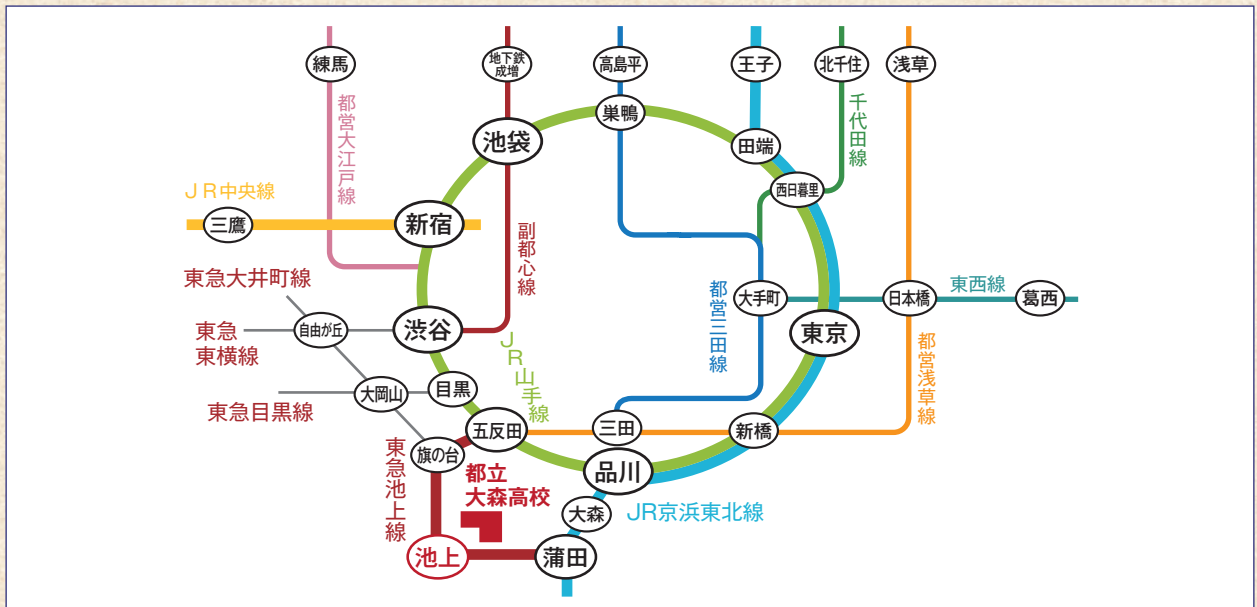 練馬
地下鉄
成増
高島平
王子
北千住
浅草
巣鴨
池袋
田端
西日暮里
都営大江戸線
千代田線
JR中央線
三鷹
新宿
副都心線
東急大井町線
大手町
日本橋
東西線
葛西
都営三田線
東急
東横線
自由が丘
渋谷
東京
JR山手線
都営浅草線
大岡山
目黒
東急目黒線
五反田
三田
新橋
旗の台
東急池上線
都立
大森高校
品川
大森
JR京浜東北線
池上
蒲田